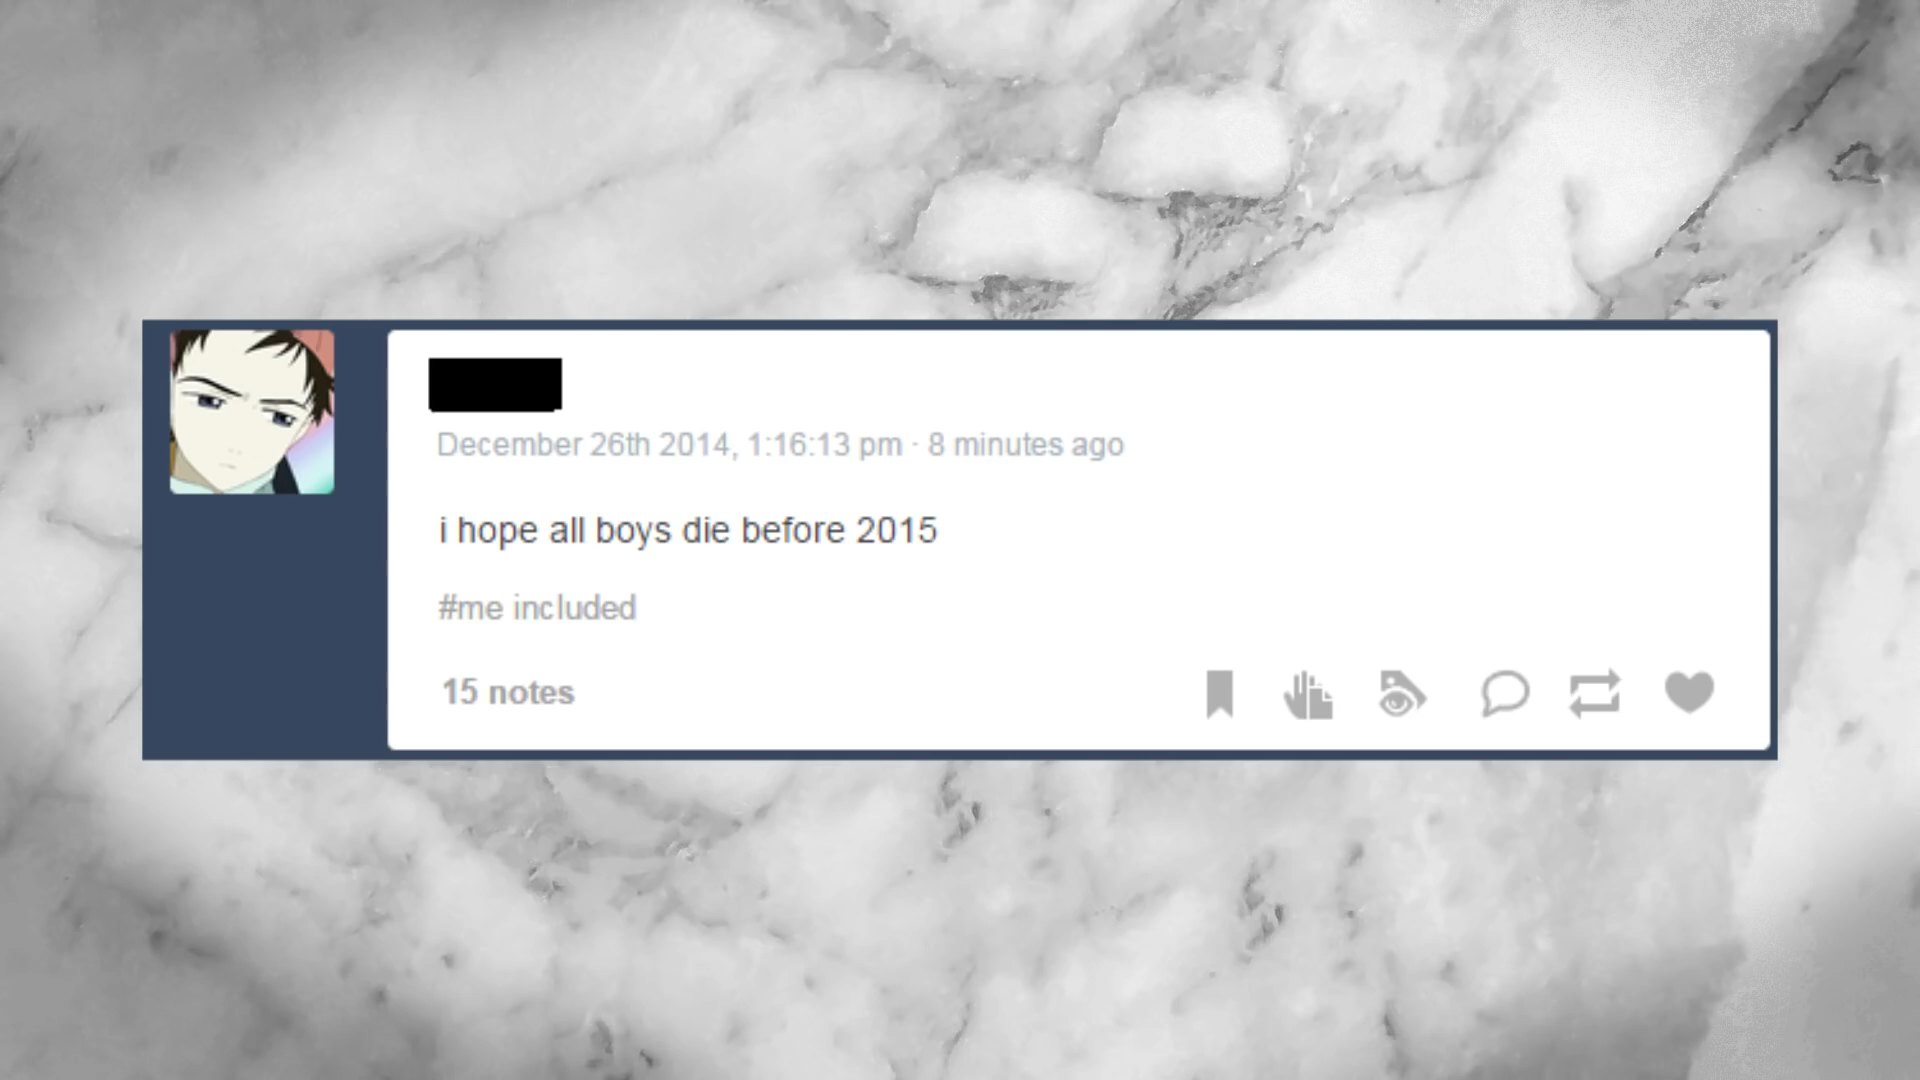 December 26th 2014, 1:16:13 pm · 8 minutes ago
i hope all boys die before 2015
#me included
15 notes